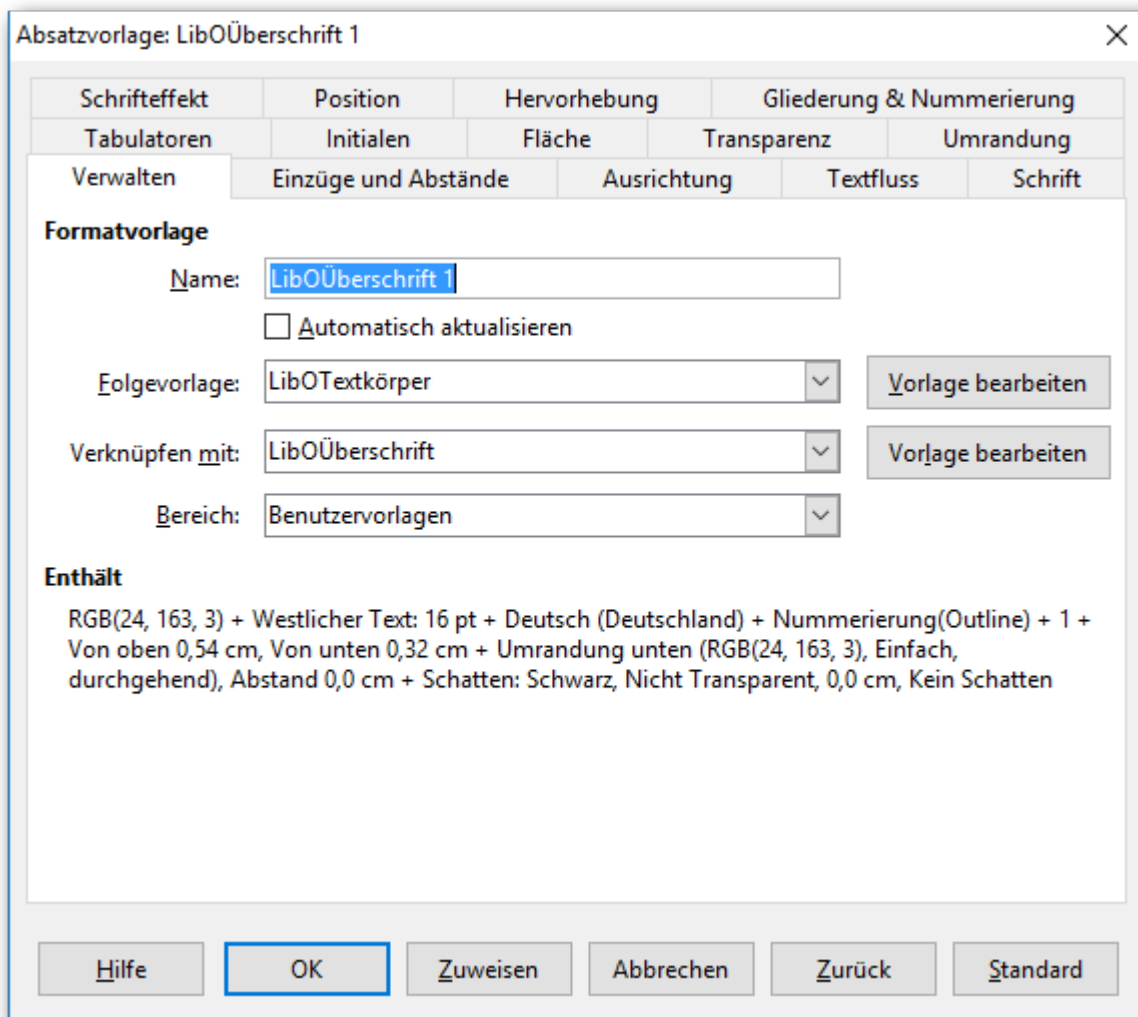 Absatzvorlage: LibOÜberschrift 1
Schrifteffekt Position Hervorhebung Gliederung & Nummerierung
Tabulatoren Initialen Fläche Transparenz Umrandung
Verwalten Einzüge und Abstände Ausrichtung Textfluss Schrift
Formatvorlage
Name: LibOÜberschrift 1
Automatisch aktualisieren
Folgevorlage: LibOTextkörper Vorlage bearbeiten
Verknüpfen mit: LibOÜberschrift Vorlage bearbeiten
Bereich: Benutzervorlagen
Enthält
RGB(24, 163, 3) + Westlicher Text: 16 pt + Deutsch (Deutschland) + Nummerierung(Outline) + 1 +
Von oben 0,54 cm, Von unten 0,32 cm + Umrandung unten (RGB(24, 163, 3), Einfach,
durchgehend), Abstand 0,0 cm + Schatten: Schwarz, Nicht Transparent, 0,0 cm, Kein Schatten
Hilfe OK Zuweisen Abbrechen Zurück Standard